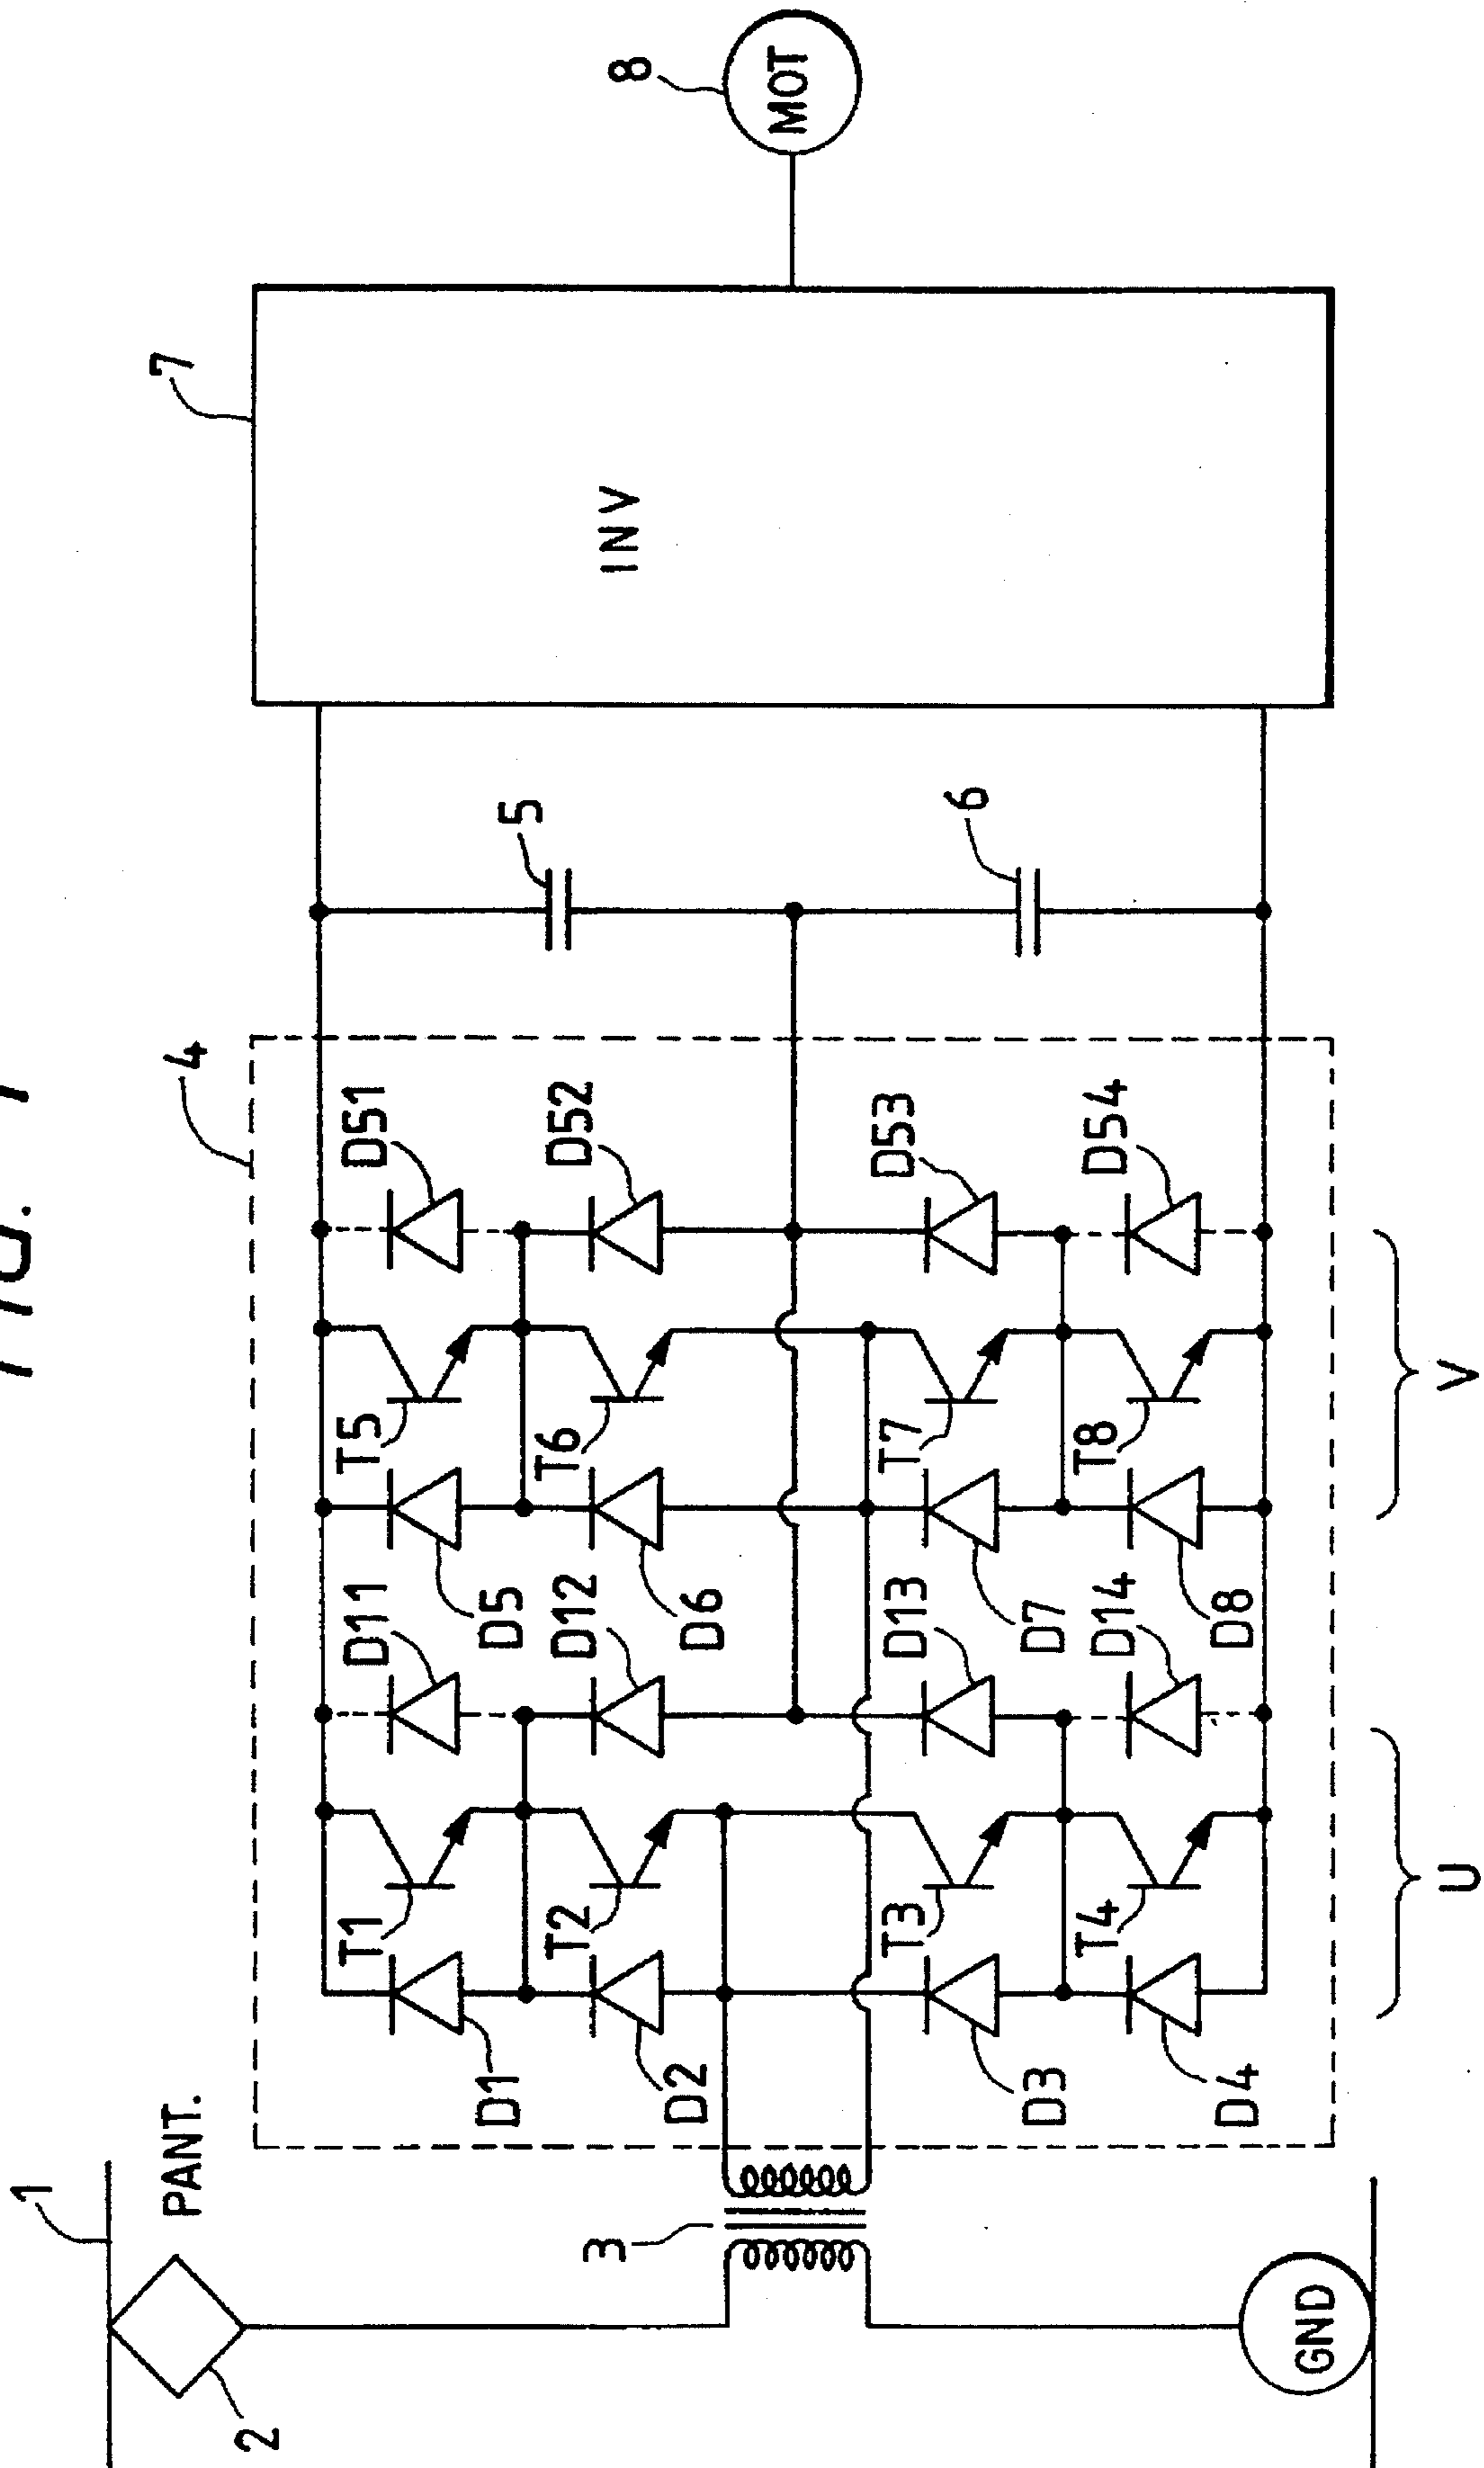 FIG. 1
1
PANT.
2
3
GND
4
D1
T1
D11
D5
T5
D51
D2
T2
D12
D6
T6
D52
D3
T3
D13
D7
T7
D53
D4
T4
D14
D8
T8
D54
U
V
5
6
7
INV
8
MOT